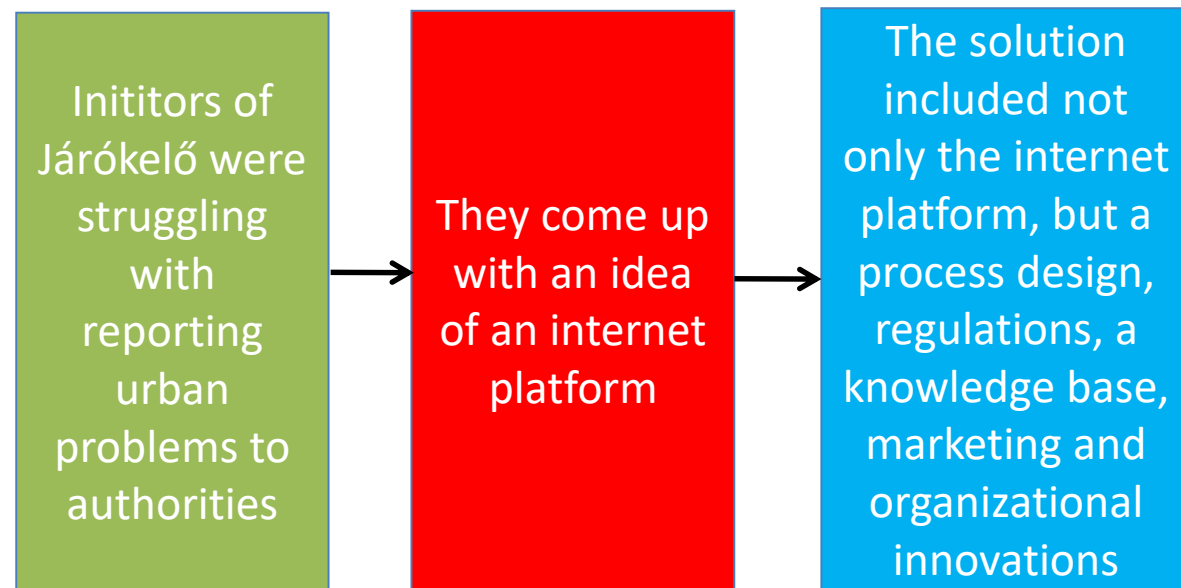 Inititors of
Járókelő were
struggling
with
reporting
urban
problems to
authorities
They come up
with an idea
of an internet
platform
The solution
included not
only the internet
platform, but a
process design,
regulations, a
knowledge base,
marketing and
organizational
innovations